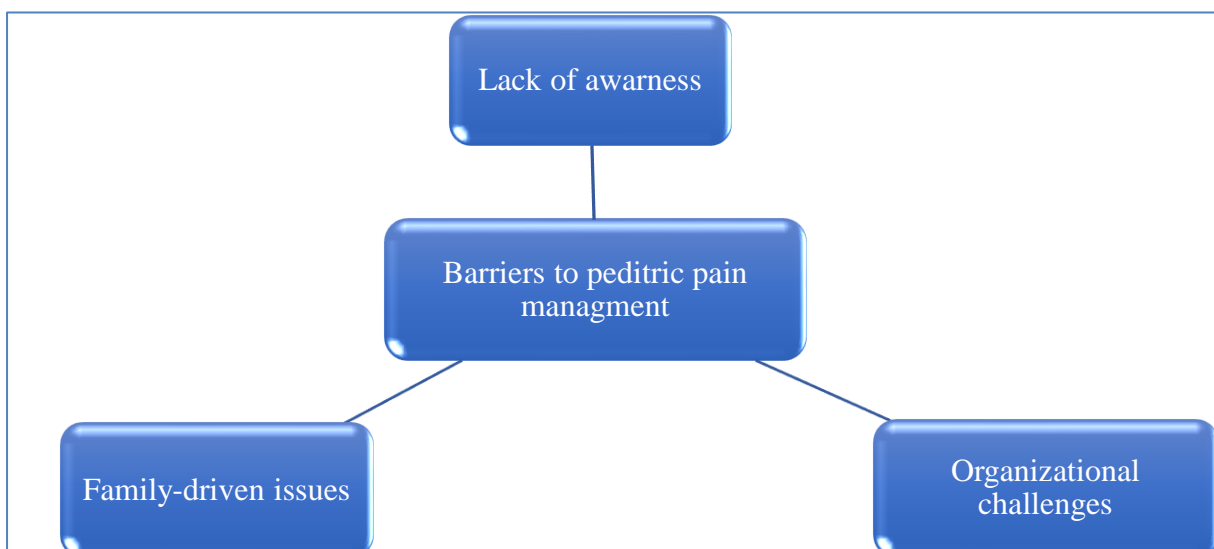 Lack of awarness
Barriers to peditric pain
managment
Family-driven issues
Organizational
challenges